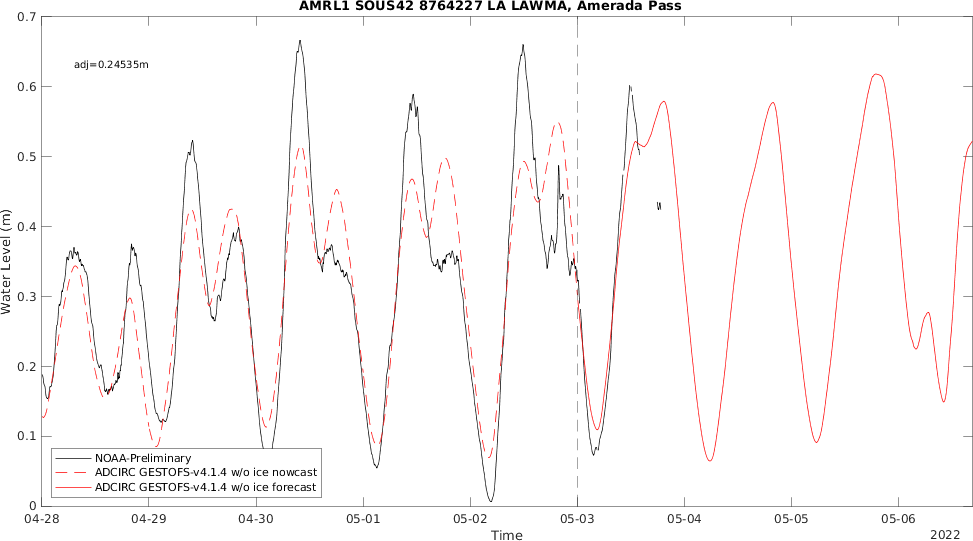 AMRL1 SOUS42 8764227 LA LAWMA, Amerada Pass
0.7
adj=0.24535m
0.6
0.5
0.4
Water Level (m)
0.3
0.2
0.1
NOAA-Preliminary
ADCIRC GESTOFS-v4.1.4 w/o ice nowcast
ADCIRC GESTOFS-v4.1.4 w/o ice forecast
0
04-28 04-29 04-30 05-01 05-02 05-03 05-04 05-05 05-06
Time 2022